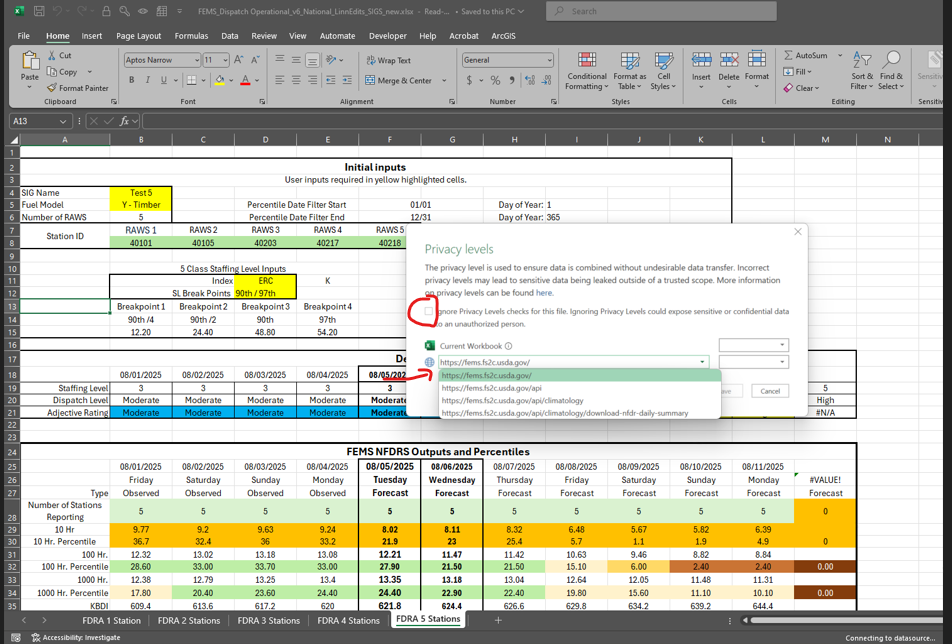 FEMS_Dispatch Operational_v6_National_LinnEdits_SIGS_new.xlsx - Read-... • Saved to this PC
Search
File Home Insert Page Layout Formulas Data Review View Automate Developer Help Acrobat ArcGIS
Paste Cut Copy Format Painter Clipboard
Aptos Narrow 11 B I U Font
Wrap Text Merge & Center Alignment
General $ % Number
Conditional Formatting Format as Table Cell Styles Styles
Insert Delete Format Cells
AutoSum Fill Clear Sort & Filter Find & Select Editing
A13 fx
A B C D E F G H I J K L M N
1
2 Initial inputs
3 User inputs required in yellow highlighted cells.
4 SIG Name Test 5
5 Fuel Model Y - Timber Percentile Date Filter Start 01/01 Day of Year: 1
6 Number of RAWS 5 Percentile Date Filter End 12/31 Day of Year: 365
7 RAWS 1 RAWS 2 RAWS 3 RAWS 4 RAWS 5
Station ID
8 40101 40105 40203 40217 40218
9
10 5 Class Staffing Level Inputs
11 Index ERC K
12 SL Break Points 90th / 97th
13 Breakpoint 1 Breakpoint 2 Breakpoint 3 Breakpoint 4
14 90th /4 90th /2 90th 97th
15 12.20 24.40 48.80 54.20
16
Privacy levels
The privacy level is used to ensure data is combined without undesirable data transfer. Incorrect
privacy levels may lead to sensitive data being leaked outside of a trusted scope. More information
on privacy levels can be found here.
Ignore Privacy Levels checks for this file. Ignoring Privacy Levels could expose sensitive or confidential data
to an unauthorized person.
Current Workbook
https://fems.fs2c.usda.gov/
https://fems.fs2c.usda.gov/
https://fems.fs2c.usda.gov/api
https://fems.fs2c.usda.gov/api/climatology
https://fems.fs2c.usda.gov/api/climatology/download-nfdr-daily-summary
Cancel
17 De
18 08/01/2025 08/02/2025 08/03/2025 08/04/2025 08/05/2025
19 Staffing Level 3 3 3 3 3 5
20 Dispatch Level Moderate Moderate Moderate Moderate Moderate High
21 Adjective Rating Moderate Moderate Moderate Moderate Moderate #N/A
22
23
24 FEMS NFDRS Outputs and Percentiles
25 08/01/2025 08/02/2025 08/03/2025 08/04/2025 08/05/2025 08/06/2025 08/07/2025 08/08/2025 08/09/2025 08/10/2025 08/11/2025
26 Friday Saturday Sunday Monday Tuesday Wednesday Thursday Friday Saturday Sunday Monday #VALUE!
27 Type Observed Observed Observed Observed Forecast Forecast Forecast Forecast Forecast Forecast Forecast Forecast
28 Number of Stations Reporting 5 5 5 5 5 5 5 5 5 5 5 0
29 10 Hr 9.77 9.2 9.63 9.24 8.02 8.11 8.32 6.48 5.67 5.82 6.39
30 10 Hr. Percentile 36.7 32.4 36 33.2 21.9 23 25.4 5.7 1.1 1.9 4.9 0
31 100 Hr. 12.32 13.02 13.18 13.08 12.21 11.47 11.42 10.63 9.46 8.82 8.84
32 100 Hr. Percentile 28.60 33.00 33.70 33.00 27.90 21.50 21.50 15.10 6.00 2.40 2.40 0.00
33 1000 Hr. 12.38 12.79 13.25 13.4 13.35 13.18 13.04 12.64 12.05 11.48 11.31
34 1000 Hr. Percentile 17.80 20.40 23.60 24.40 24.40 22.90 22.40 19.80 15.60 11.10 10.10 0.00
35 KBDI 609.4 613.6 617.2 620 621.8 624.4 626.6 629.8 634.2 639.2 644.4
FDRA 1 Station FDRA 2 Stations FDRA 3 Stations FDRA 4 Stations FDRA 5 Stations
Accessibility: Investigate Connecting to datasource...